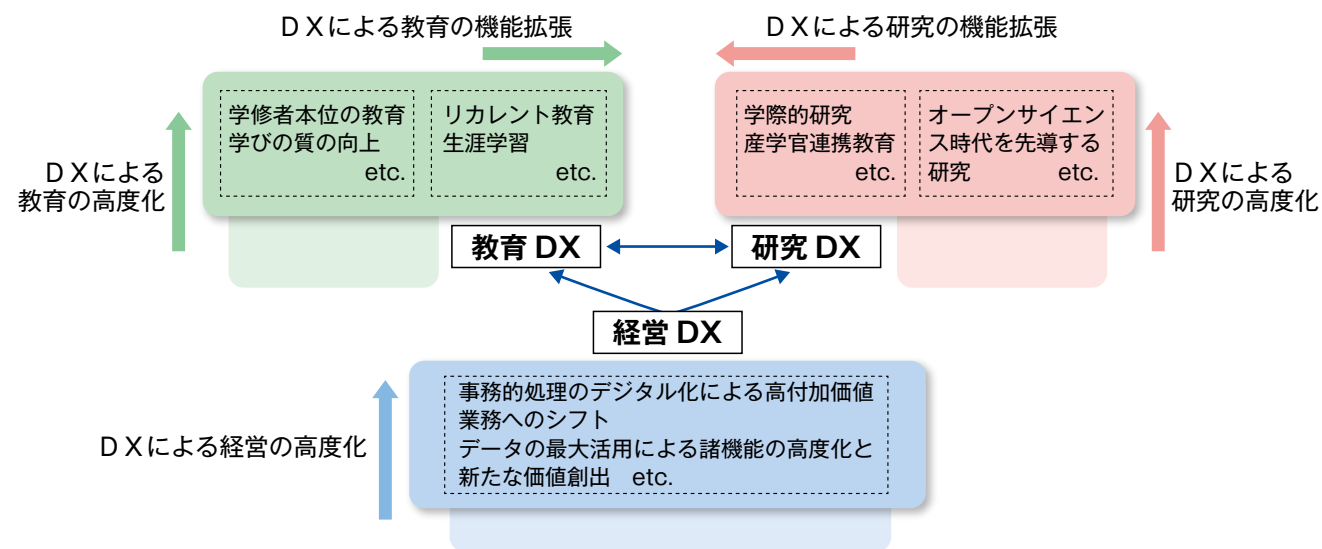 ＤＸによる教育の機能拡張
ＤＸによる研究の機能拡張
学修者本位の教育
学びの質の向上
etc.
リカレント教育
生涯学習
etc.
学際的研究
産学官連携教育
etc.
オープンサイエン
ス時代を先導する
研究 etc.
ＤＸによる
教育の高度化
ＤＸによる
研究の高度化
教育 DX
研究 DX
経営 DX
事務的処理のデジタル化による高付加価値
業務へのシフト
データの最大活用による諸機能の高度化と
新たな価値創出 etc.
ＤＸによる経営の高度化